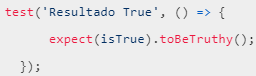 test('Resultado True', () => {
expect(isTrue).toBeTruthy();
});